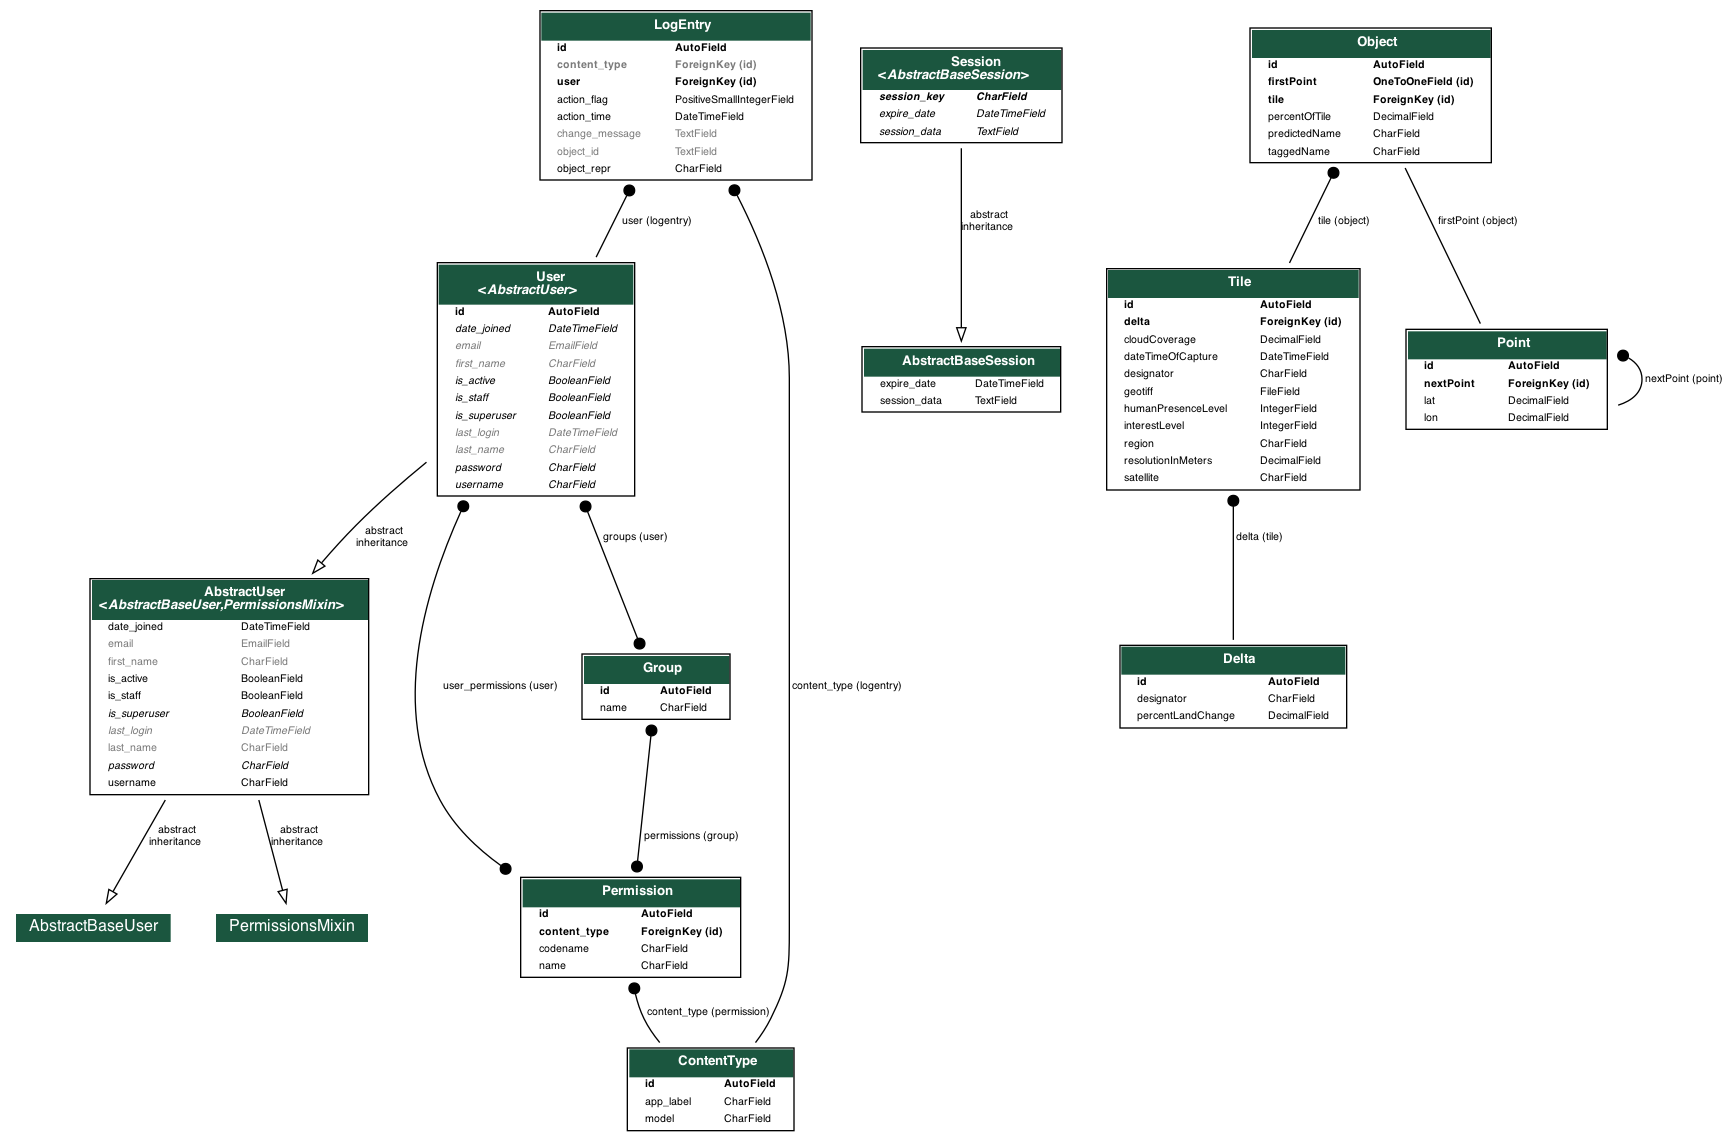 LogEntry
id AutoField
content_type ForeignKey (id)
user ForeignKey (id)
action_flag PositiveSmallIntegerField
action_time DateTimeField
change_message TextField
object_id TextField
object_repr CharField
Session
<AbstractBaseSession>
session_key CharField
expire_date DateTimeField
session_data TextField
Object
id AutoField
firstPoint OneToOneField (id)
tile ForeignKey (id)
percentOfTile DecimalField
predictedName CharField
taggedName CharField
user (logentry)
abstract
inheritance
tile (object)
firstPoint (object)
User
<AbstractUser>
id AutoField
date_joined DateTimeField
email EmailField
first_name CharField
is_active BooleanField
is_staff BooleanField
is_superuser BooleanField
last_login DateTimeField
last_name CharField
password CharField
username CharField
AbstractBaseSession
expire_date DateTimeField
session_data TextField
Tile
id AutoField
delta ForeignKey (id)
cloudCoverage DecimalField
dateTimeOfCapture DateTimeField
designator CharField
geotiff FileField
humanPresenceLevel IntegerField
interestLevel IntegerField
region CharField
resolutionInMeters DecimalField
satellite CharField
Point
id AutoField
nextPoint ForeignKey (id)
lat DecimalField
lon DecimalField
nextPoint (point)
abstract
inheritance
groups (user)
delta (tile)
AbstractUser
<AbstractBaseUser,PermissionsMixin>
date_joined DateTimeField
email EmailField
first_name CharField
is_active BooleanField
is_staff BooleanField
is_superuser BooleanField
last_login DateTimeField
last_name CharField
password CharField
username CharField
user_permissions (user)
Group
id AutoField
name CharField
content_type (logentry)
Delta
id AutoField
designator CharField
percentLandChange DecimalField
abstract
inheritance
abstract
inheritance
permissions (group)
AbstractBaseUser
PermissionsMixin
Permission
id AutoField
content_type ForeignKey (id)
codename CharField
name CharField
content_type (permission)
ContentType
id AutoField
app_label CharField
model CharField